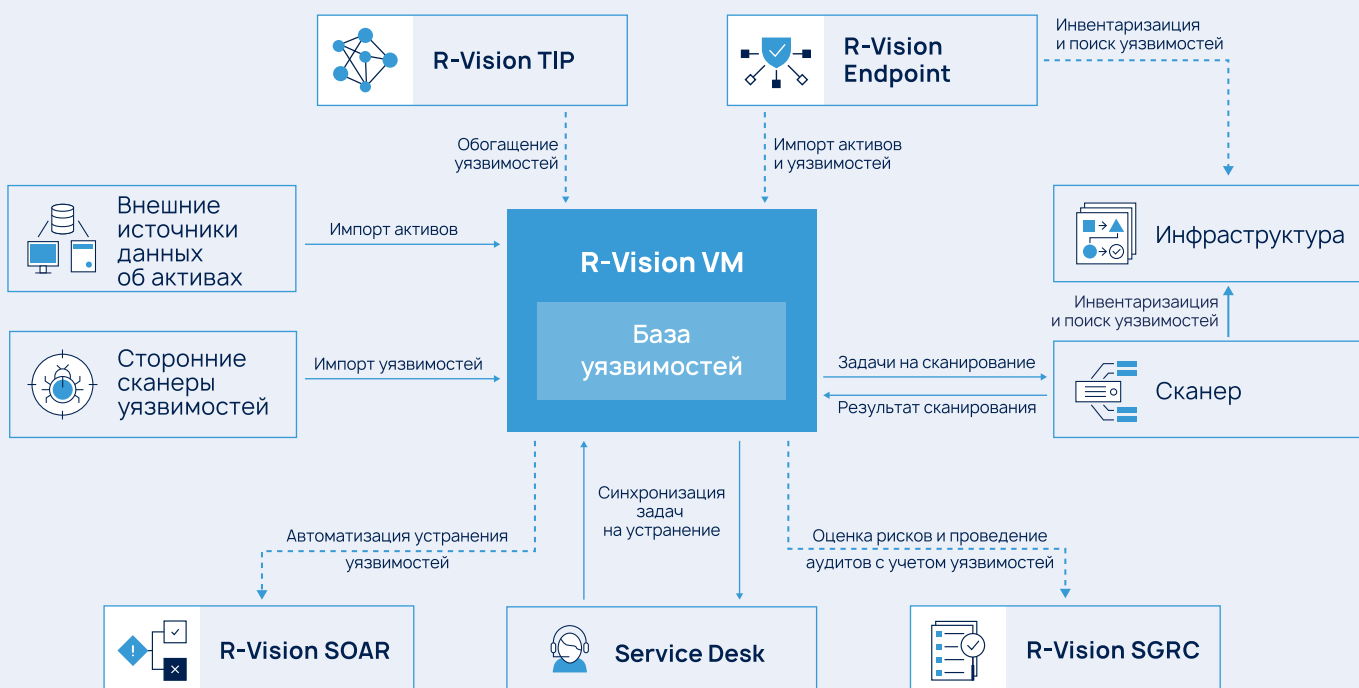 R-Vision TIP
R-Vision
Endpoint
Инвентаризаиция
и поиск уязвимостей
Обогащение
уязвимостей
Импорт активов
и уязвимостей
Внешние
источники
данных
об активах
Импорт активов
R-Vision VM
База
уязвимостей
Инфраструктура
Инвентаризаиция
и поиск уязвимостей
Сторонние
сканеры
уязвимостей
Импорт уязвимостей
Задачи на сканирование
Результат сканирования
Сканер
Автоматизация устранения
уязвимостей
Синхронизация
задач
на устранение
Оценка рисков и проведение
аудитов с учетом уязвимостей
R-Vision SOAR
Service Desk
R-Vision SGRC